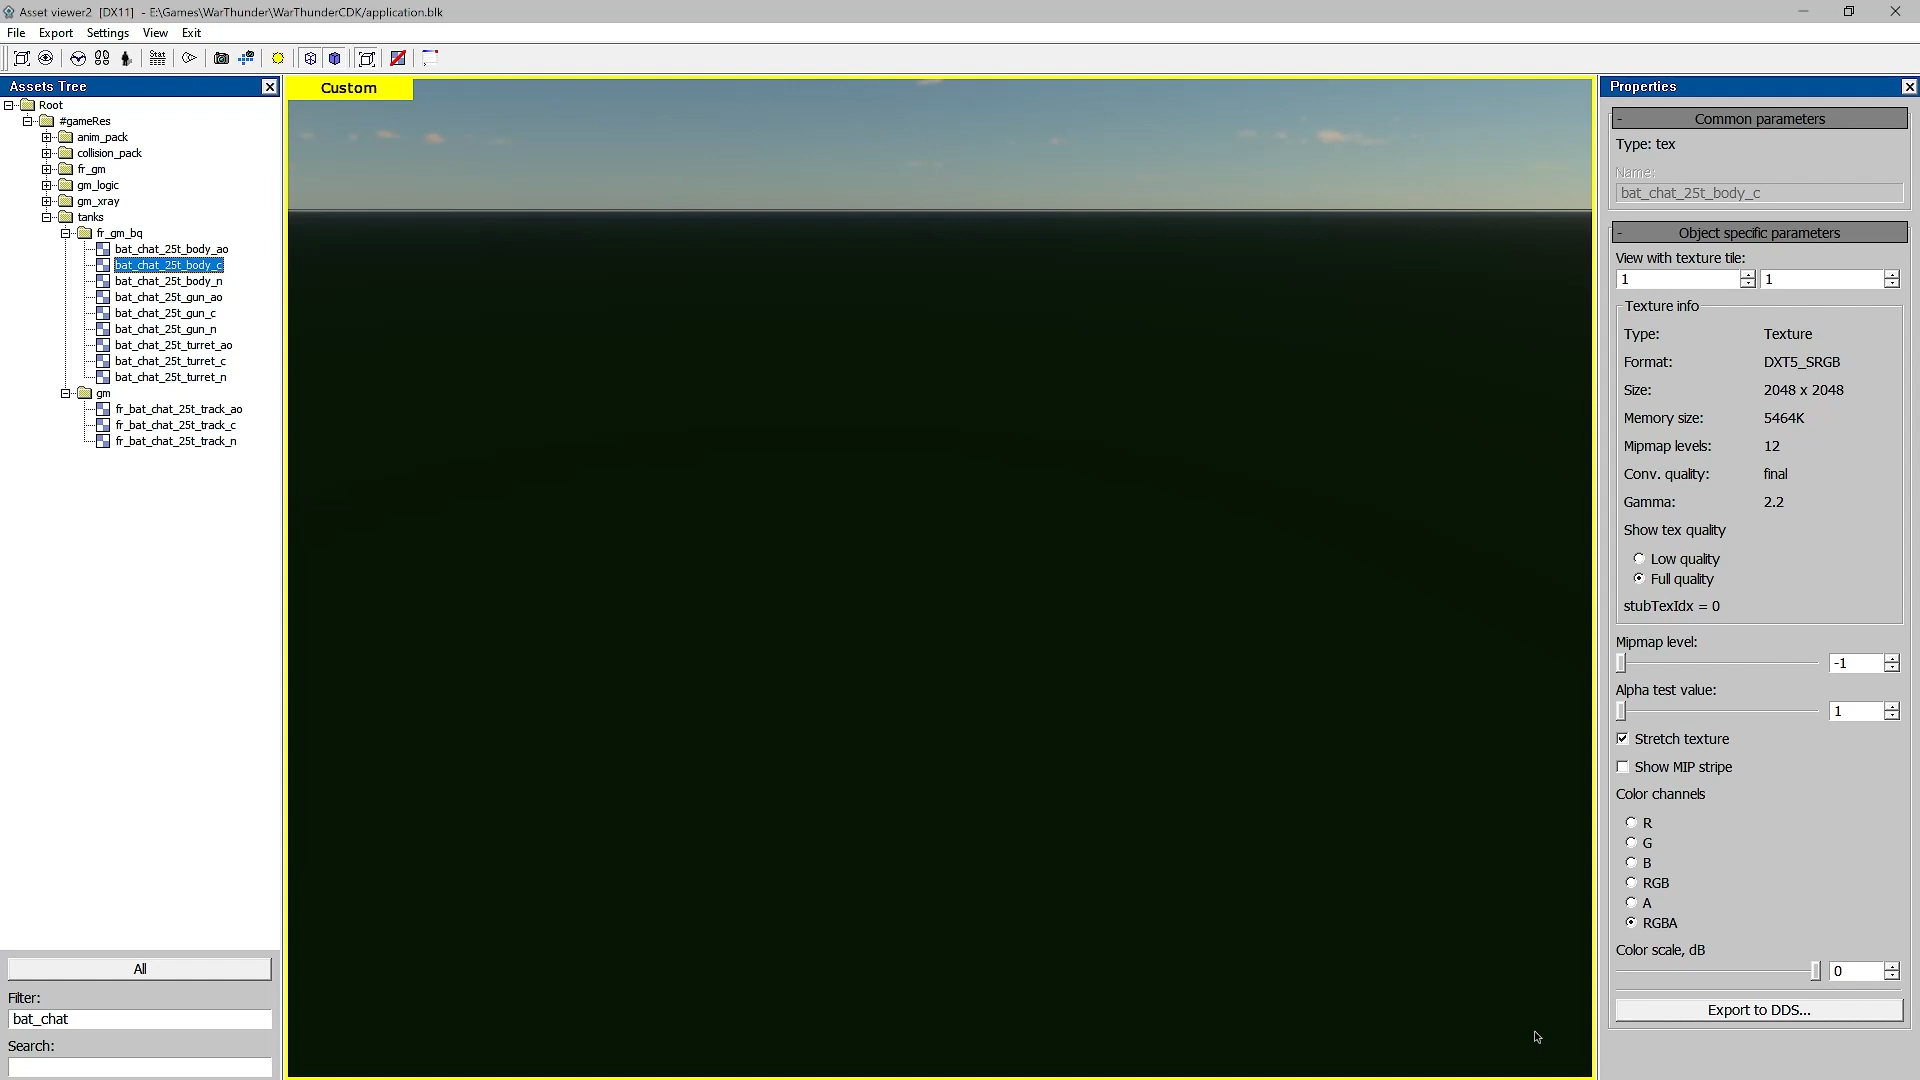 Asset viewer2 [DX11] - E:\Games\WarThunder\WarThunderCDK/application.blk
File Export Settings View Exit
Stat
Assets Tree
Root
#gameRes
anim_pack
collision_pack
fr_gm
gm_logic
gm_xray
tanks
fr_gm_bq
bat_chat_25t_body_ao
bat_chat_25t_body_c
bat_chat_25t_body_n
bat_chat_25t_gun_ao
bat_chat_25t_gun_c
bat_chat_25t_gun_n
bat_chat_25t_turret_ao
bat_chat_25t_turret_c
bat_chat_25t_turret_n
gm
fr_bat_chat_25t_track_ao
fr_bat_chat_25t_track_c
fr_bat_chat_25t_track_n
All
Filter:
bat_chat
Search:
Custom
Properties
Common parameters
Type: tex
Name:
bat_chat_25t_body_c
Object specific parameters
View with texture tile:
1 1
Texture info
Type: Texture
Format: DXT5_SRGB
Size: 2048 x 2048
Memory size: 5464K
Mipmap levels: 12
Conv. quality: final
Gamma: 2.2
Show tex quality
Low quality
Full quality
stubTexIdx = 0
Mipmap level:
-1
Alpha test value:
1
Stretch texture
Show MIP stripe
Color channels
R
G
B
RGB
A
RGBA
Color scale, dB
0
Export to DDS...